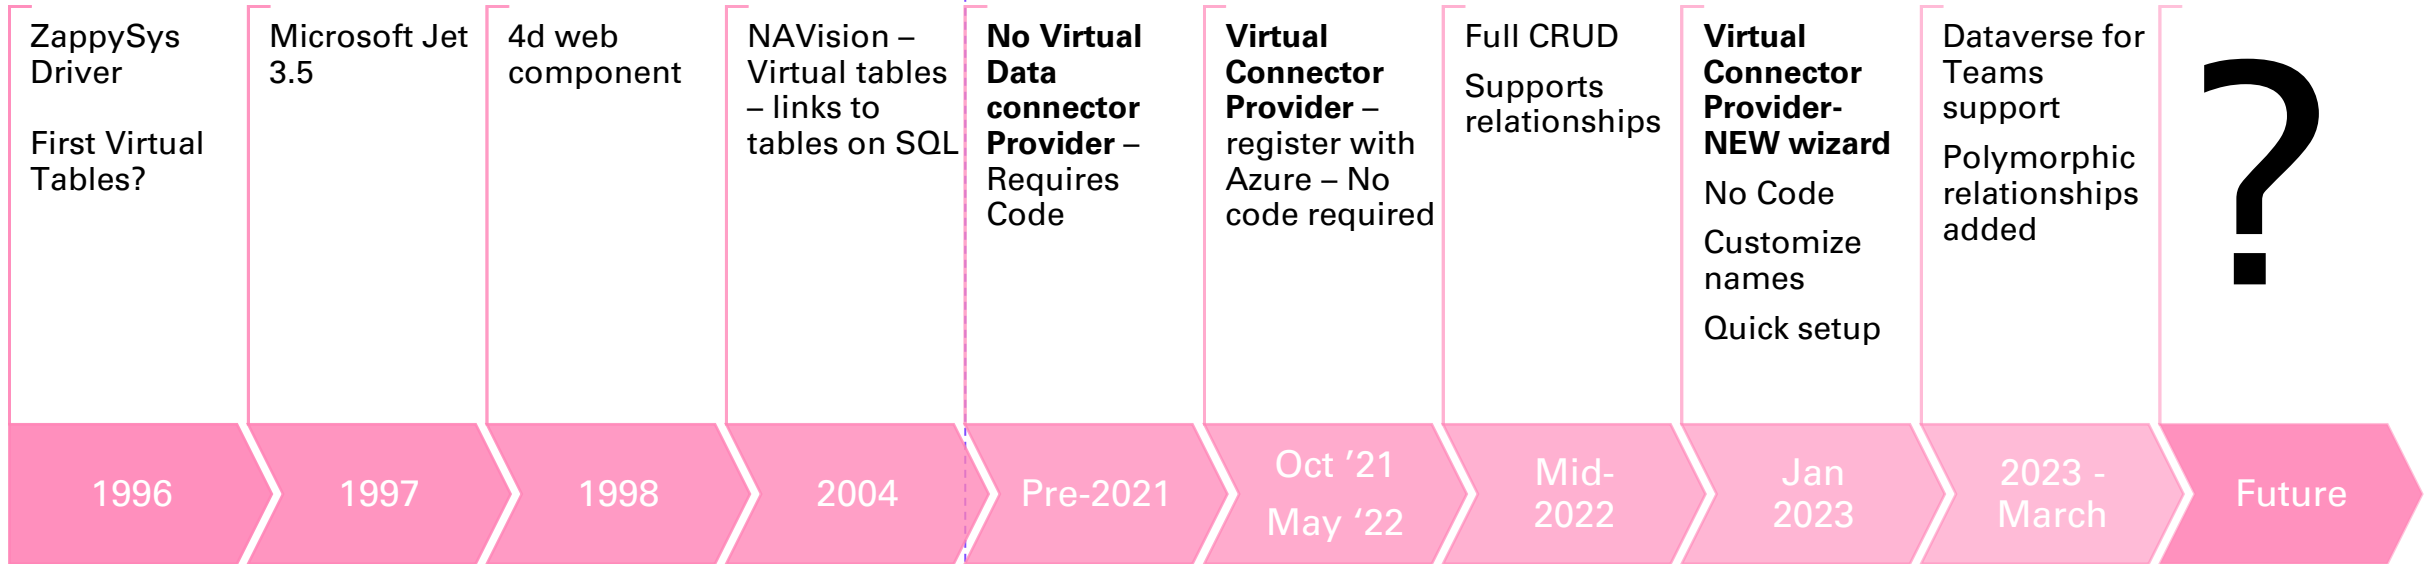 ZappySys
Driver
First Virtual
Tables?
1996
Microsoft Jet
3.5
1997
4d web
component
1998
NAVision –
Virtual tables
– links to
tables on SQL
2004
No Virtual
Data
connector
Provider –
Requires
Code
Pre-2021
Virtual
Connector
Provider –
register with
Azure – No
code required
Oct ’21
May ‘22
Full CRUD
Supports
relationships
Mid-
2022
Virtual
Connector
Provider-
NEW wizard
No Code
Customize
names
Quick setup
Jan
2023
Dataverse for
Teams
support
Polymorphic
relationships
added
2023 -
March
?
Future